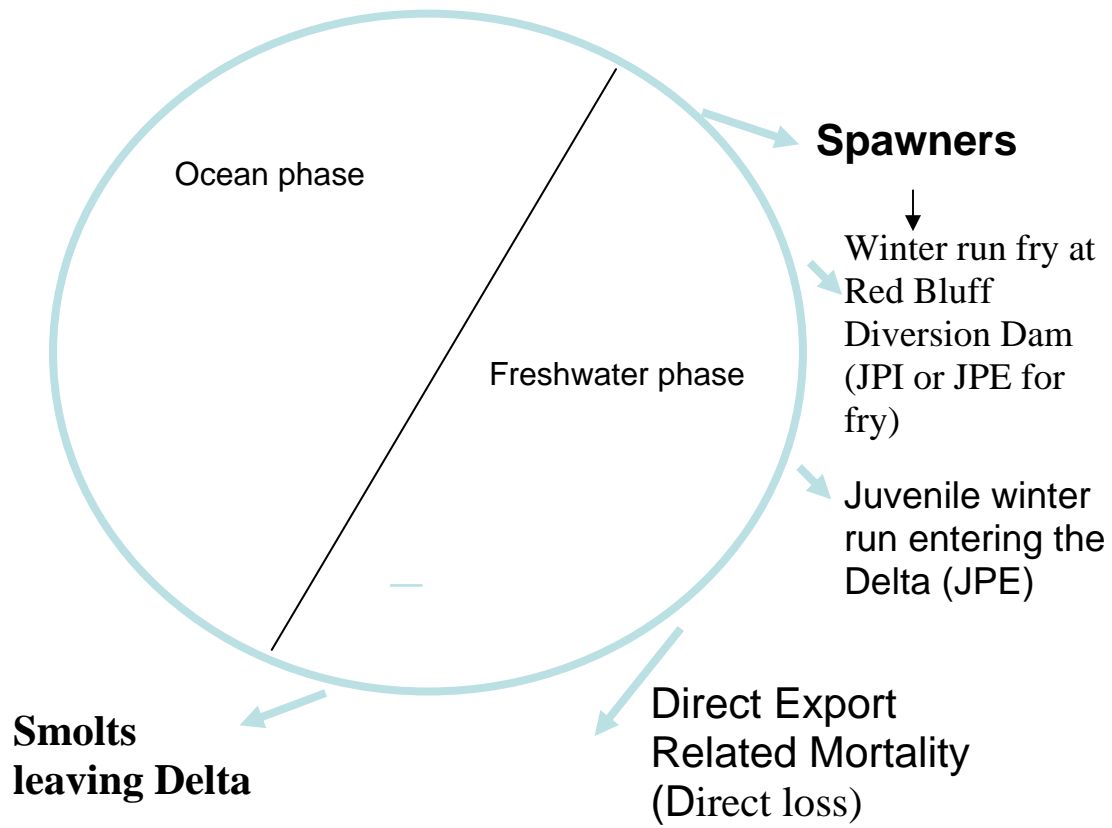 Ocean phase
Spawners
Winter run fry at
Red Bluff
Diversion Dam
(JPI or JPE for
fry)
Freshwater phase
Juvenile winter
run entering the
Delta (JPE)
Direct Export
Related Mortality
(Direct loss)
Smolts
leaving Delta